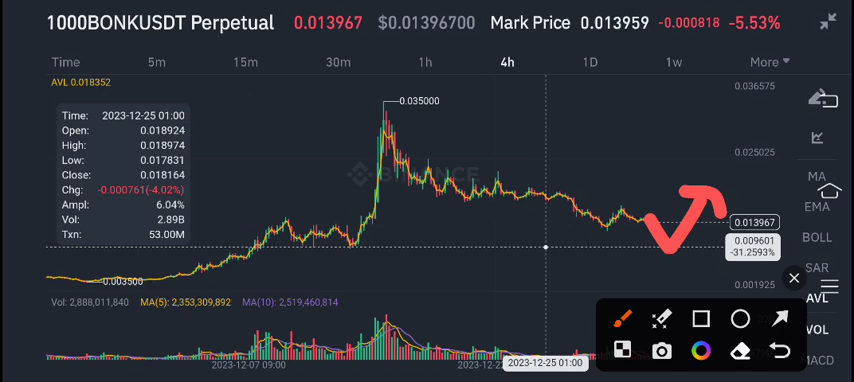 1000BONKUSDT Perpetual 0.013967 $0.01396700 Mark Price 0.013959 -0.000818 -5.53%
Time 5m 15m 30m 1h 4h 1D 1w More
AVL 0.018352
0.036575
0.035000
Time: 2023-12-25 01:00
Open: 0.018924
High: 0.018974
Low: 0.017831
Close: 0.018164
Chg: -0.000761(-4.02%)
Ampl: 6.04%
Vol: 2.89B
Txn: 53.00M
BINANCE
0.025025
MA
EMA
0.013967
BOLL
0.009601
-31.2593%
SAR
0.003500
0.001925
AVL
Vol: 2,888,011,840 MA(5): 2,353,309,892 MA(10): 2,519,460,814
VOL
MACD
2023-12-07 09:00
2023-12-22
2023-12-25 01:00